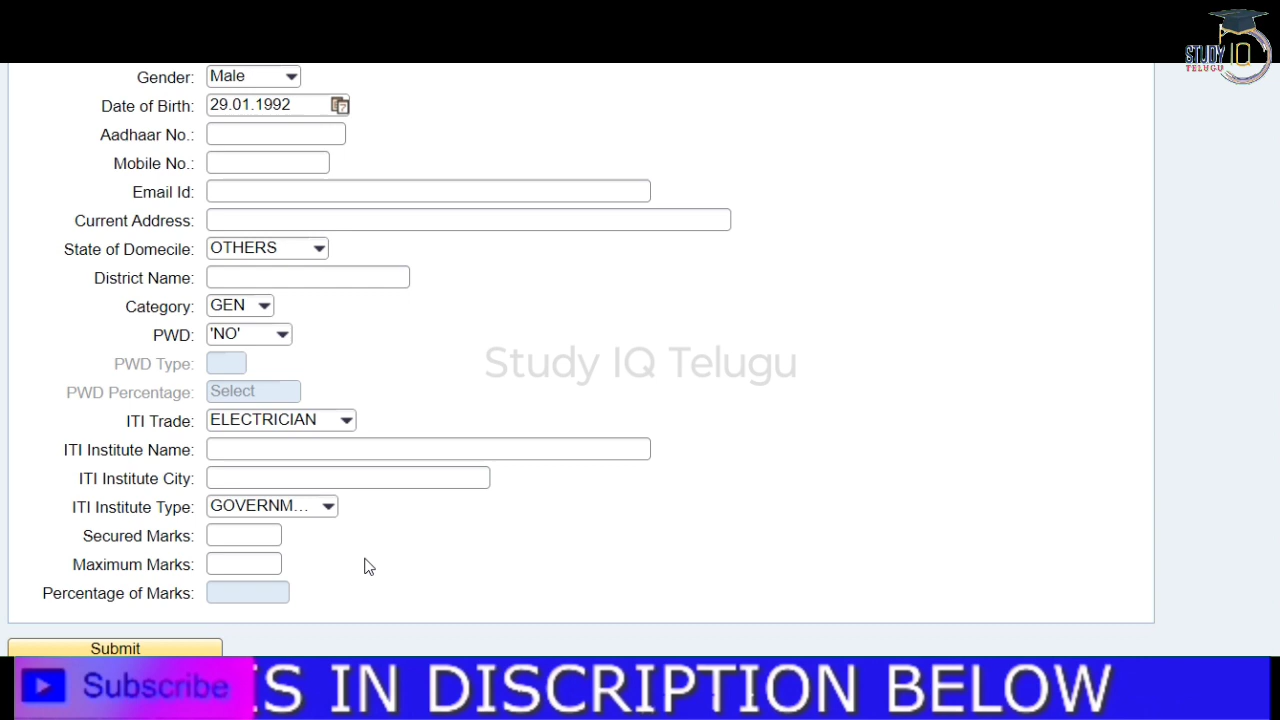 STUDY IQ
TELUGU
Gender: Male
Date of Birth: 29.01.1992
Aadhaar No.:
Mobile No.:
Email Id:
Current Address:
State of Domecile: OTHERS
District Name:
Category: GEN
PWD: 'NO'
PWD Type:
Study IQ Telugu
PWD Percentage: Select
ITI Trade: ELECTRICIAN
ITI Institute Name:
ITI Institute City:
ITI Institute Type: GOVERNM...
Secured Marks:
Maximum Marks:
Percentage of Marks:
Submit
Subscribe S IN DESCRIPTION BELOW